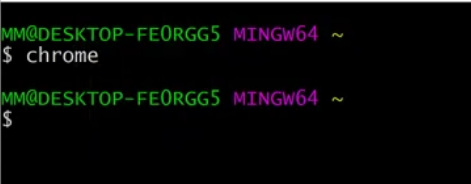 MM@DESKTOP-FE0RGG5 MINGW64 ~
$ chrome
MM@DESKTOP-FE0RGG5 MINGW64 ~
$